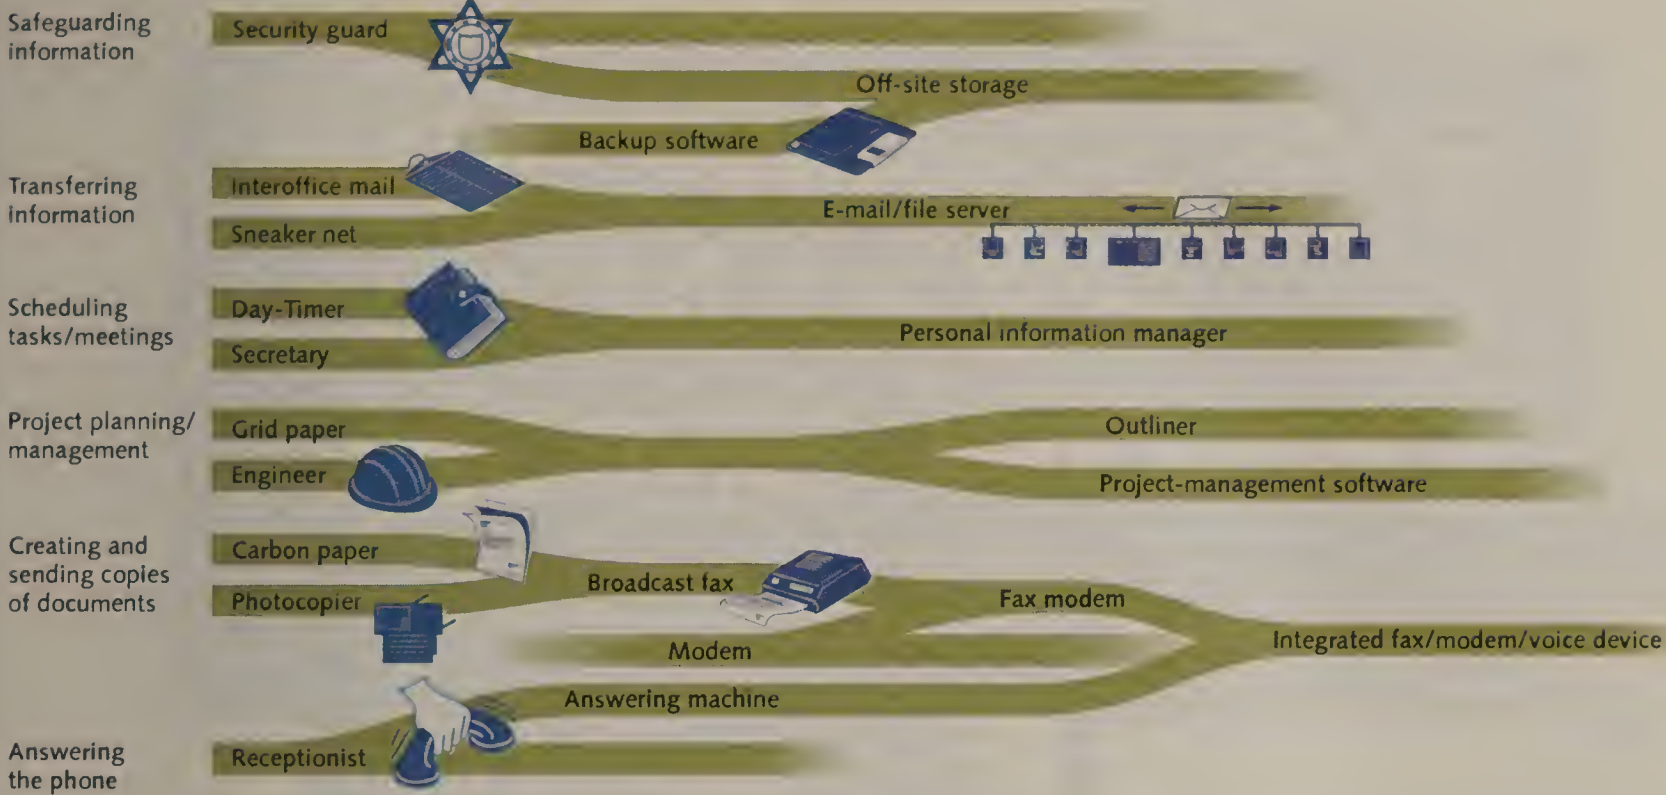 Safeguarding
information
Security guard
Off-site storage
Backup software
Transferring
information
Interoffice mail
Sneaker net
E-mail/file server
Scheduling
tasks/meetings
Day-Timer
Secretary
Personal information manager
Project planning/
management
Grid paper
Engineer
Outliner
Project-management software
Creating and
sending copies
of documents
Carbon paper
Photocopier
Broadcast fax
Fax modem
Modem
Integrated fax/modem/voice device
Answering machine
Answering
the phone
Receptionist